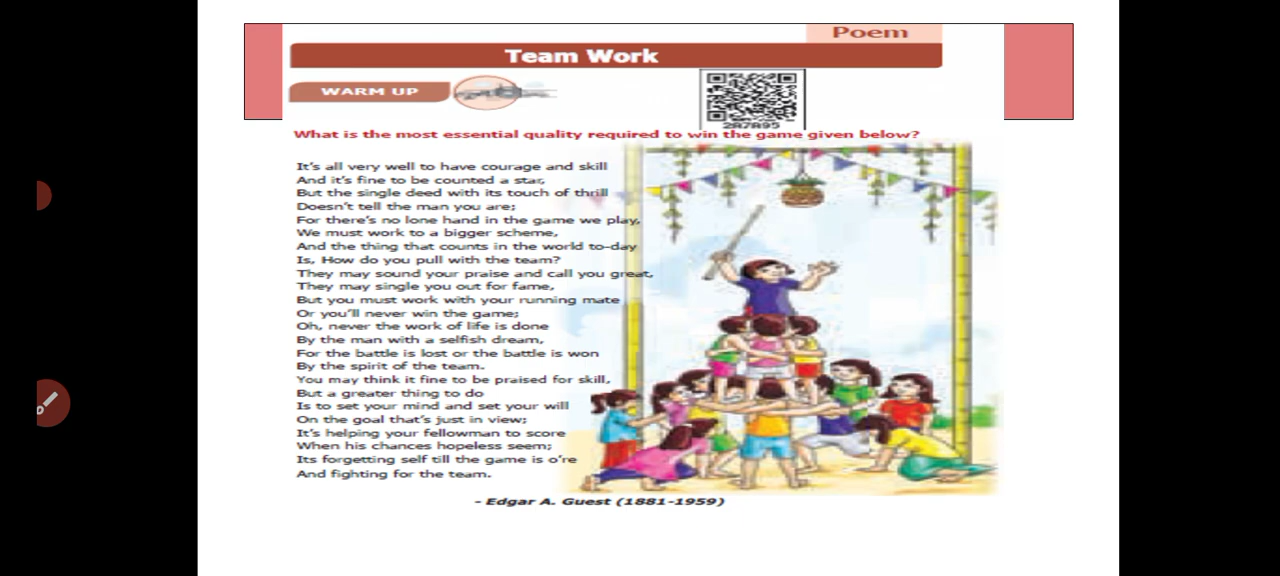 Poem
Team Work
WARM UP
2A7A95
What is the most essential quality required to win the game given below?
It's all very well to have courage and skill
And it's fine to be counted a star,
But the single deed with its touch of thrill
Doesn't tell the man you are;
For there's no lone hand in the game we play,
We must work to a bigger scheme,
And the thing that counts in the world to-day
Is, How do you pull with the team?
They may sound your praise and call you great,
They may single you out for fame,
But you must work with your running mate
Or you'll never win the game;
Oh, never the work of life is done
By the man with a selfish dream,
For the battle is lost or the battle is won
By the spirit of the team.
You may think it fine to be praised for skill,
But a greater thing to do
Is to set your mind and set your will
On the goal that's just in view;
It's helping your fellowman to score
When his chances hopeless seem;
Its forgetting self till the game is o're
And fighting for the team.
- Edgar A. Guest (1881-1959)